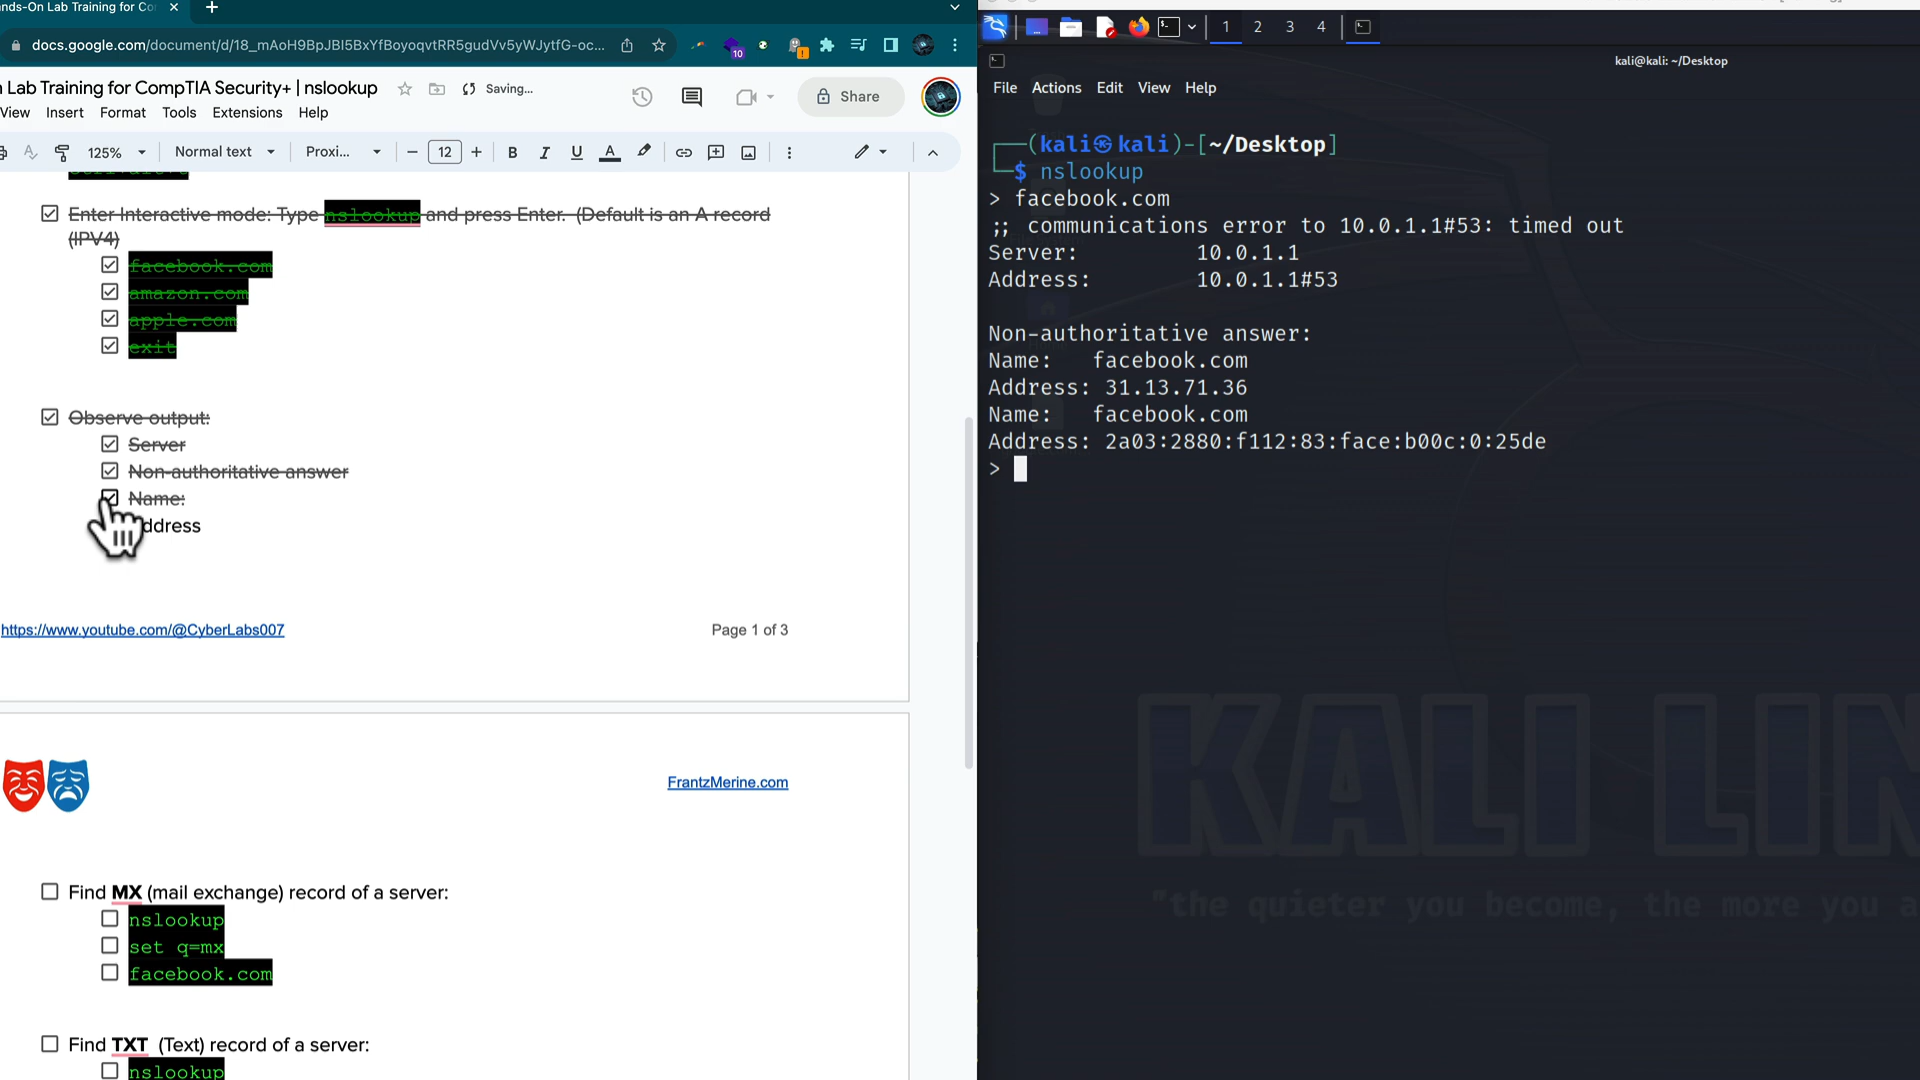 ands-On Lab Training for Co
docs.google.com/document/d/18_mAoH9BpJBI5BxYfBoyoqvtRR5gudVv5yWJytfG-oc...
10
Lab Training for CompTIA Security+ | nslookup
Saving...
Share
View Insert Format Tools Extensions Help
125% Normal text Proxi... 12 B I U A
Enter Interactive mode: Type nslookup and press Enter. (Default is an A record
(IPV4)
facebook.com
amazon.com
apple.com
exit
Observe output:
Server
Non-authoritative answer
Name:
ddress
https://www.youtube.com/@CyberLabs007
Page 1 of 3
FrantzMerine.com
Find MX (mail exchange) record of a server:
nslookup
set q=mx
facebook.com
Find TXT (Text) record of a server:
nslookup
1 2 3 4
kali@kali: ~/Desktop
File Actions Edit View Help
(kali㉿kali)-[~/Desktop]
$ nslookup
> facebook.com
;; communications error to 10.0.1.1#53: timed out
Server: 10.0.1.1
Address: 10.0.1.1#53
Non-authoritative answer:
Name: facebook.com
Address: 31.13.71.36
Name: facebook.com
Address: 2a03:2880:f112:83:face:b00c:0:25de
>
KALI LIN
"the quieter you become, the more you a